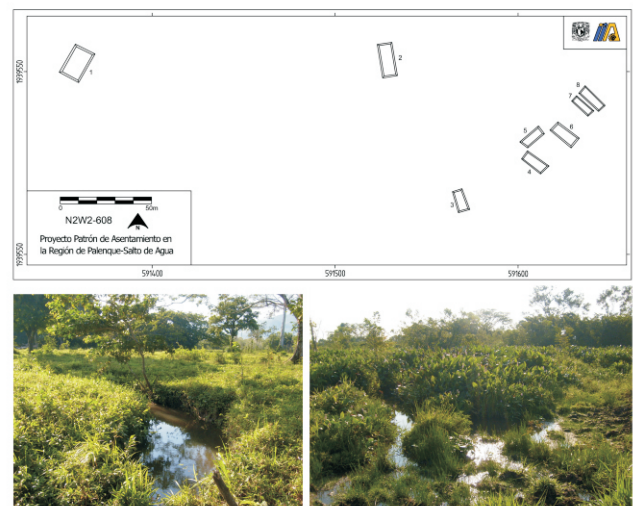 1939550
1
2
8
7
6
5
4
3
0 50m
N2W2-608
N
Proyecto Patrón de Asentamiento en
la Región de Palenque-Salto de Agua
1939550
591400 591500 591600